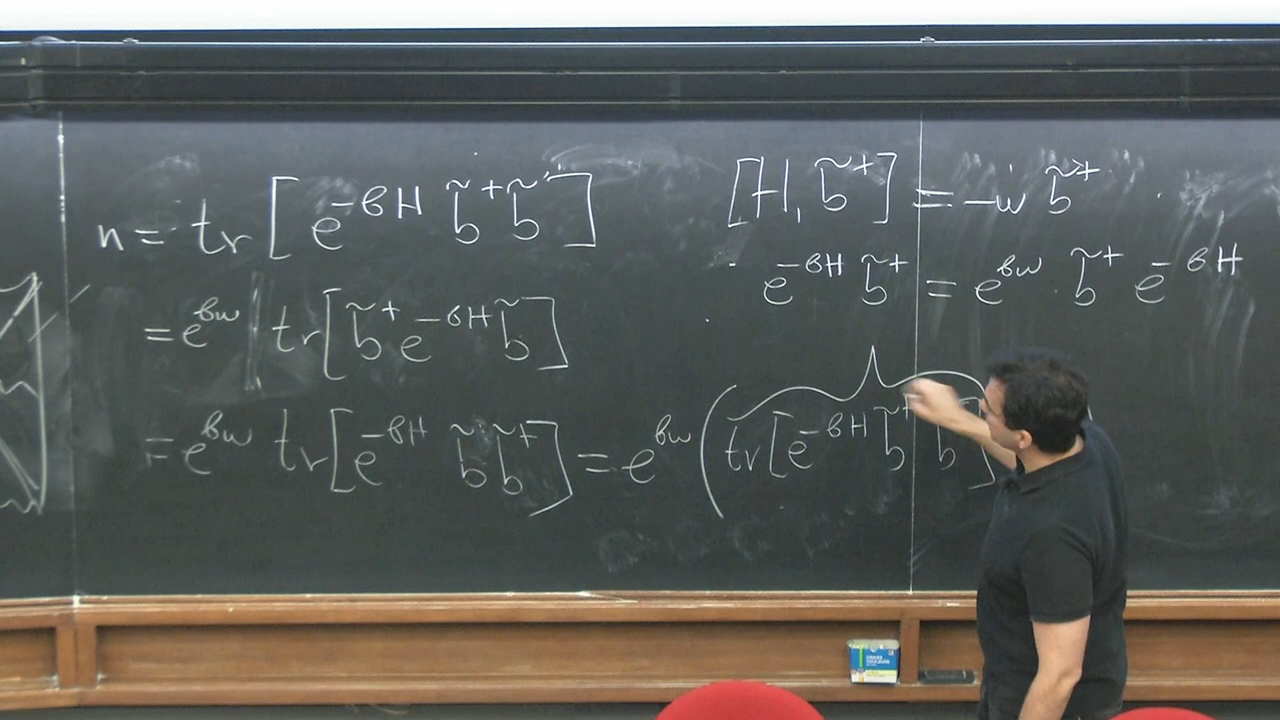 n = tr [ e^{-βH} b̃^† b̃ ]
= e^{βω} tr [ b̃^† e^{-βH} b̃ ]
= e^{βω} tr [ e^{-βH} b̃ b̃^† ] = e^{βω} ( tr [ e^{-βH} b̃^† b̃ ]
[ H, b̃^† ] = -ω b̃^†
e^{-βH} b̃^† = e^{βω} b̃^† e^{-βH}